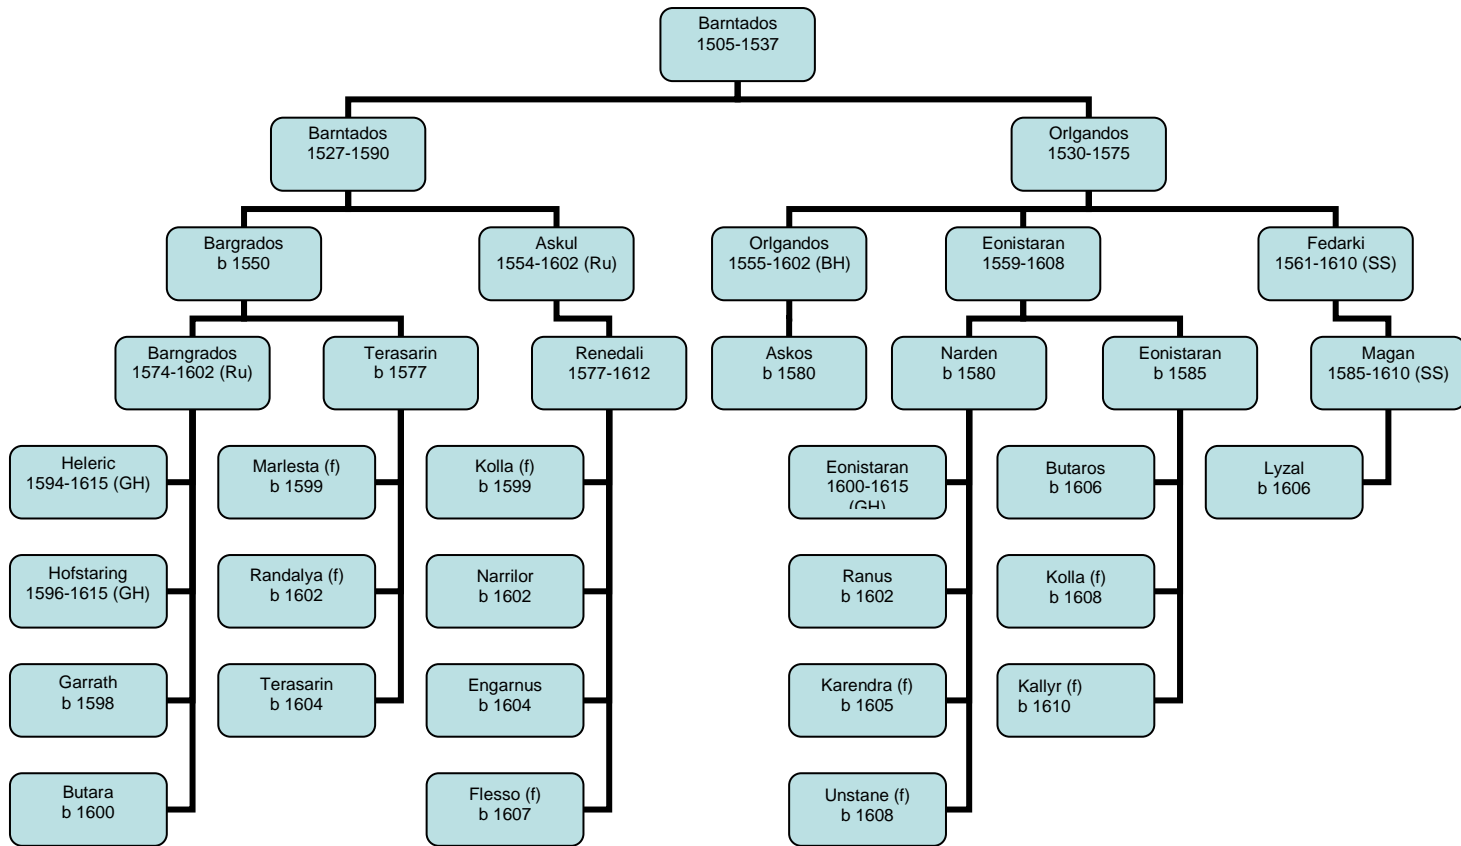 Barntados
1505-1537
Barntados
1527-1590
Orlgandos
1530-1575
Bargrados
b 1550
Askul
1554-1602 (Ru)
Orlgandos
1555-1602 (BH)
Eonistaran
1559-1608
Fedarki
1561-1610 (SS)
Barngrados
1574-1602 (Ru)
Terasarin
b 1577
Renedali
1577-1612
Askos
b 1580
Narden
b 1580
Eonistaran
b 1585
Magan
1585-1610 (SS)
Heleric
1594-1615 (GH)
Marlesta (f)
b 1599
Kolla (f)
b 1599
Eonistaran
1600-1615
(GH)
Butaros
b 1606
Lyzal
b 1606
Hofstaring
1596-1615 (GH)
Randalya (f)
b 1602
Narrilor
b 1602
Ranus
b 1602
Kolla (f)
b 1608
Garrath
b 1598
Terasarin
b 1604
Engarnus
b 1604
Karendra (f)
b 1605
Kallyr (f)
b 1610
Butara
b 1600
Flesso (f)
b 1607
Unstane (f)
b 1608